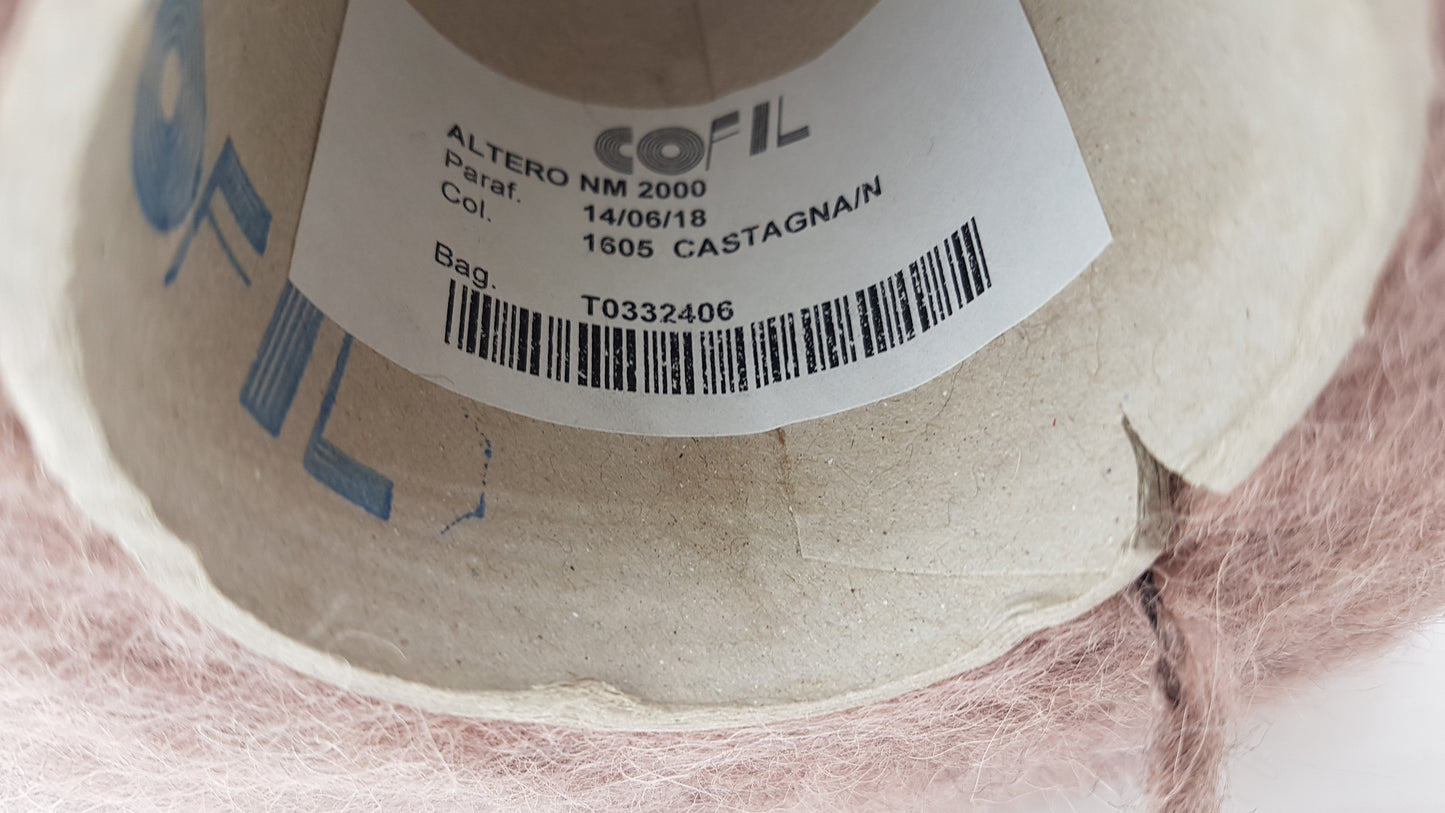 COFIL
ALTERO NM 2000
Paraf. 14/06/18
Col. 1605 CASTAGNA/N
Bag. T0332406
OFIL